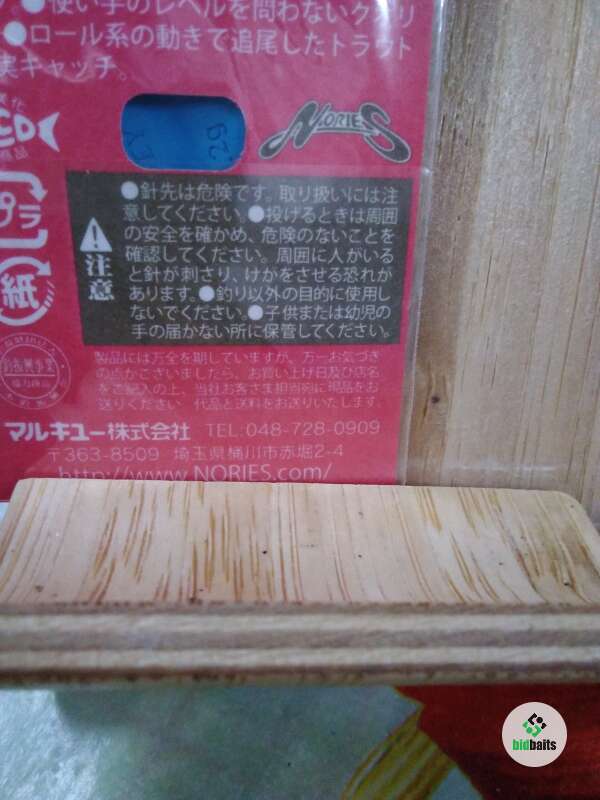 ●使い手のレベルを問わないクオリ
●ロール系の動きで追尾したトラウト
実キャッチ。
NORIES
プラ
紙
注意
●針先は危険です。取り扱いには注
意してください。●投げるときは周囲
の安全を確かめ、危険のないことを
確認してください。周囲に人がいる
と針が刺さり、けがをさせる恐れが
あります。●釣り以外の目的に使用し
ないでください。●子供または幼児の
手の届かない所に保管してください。
製品には万全を期していますが、万一お気づき
の点がございましたら、お買い上げ日及び店名
をご記入の上、当社お客さま相談宛に現品をお
送りください 代品と送料をお送りいたします。
マルキユー株式会社 TEL:048-728-0909
〒363-8509 埼玉県桶川市赤堀2-4
http://www.NORIES.com/
bidbaits